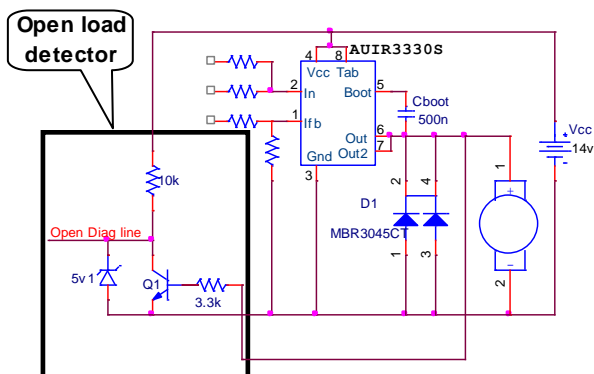 Open load
detector
AUIR3330S
4
8
Vcc Tab
2
In
Boot
5
1
Ifb
Cboot
500n
Out
6
Out2
7
Gnd
3
Vcc
14v
10k
D1
MBR3045CT
2
4
1
3
1
+
-
2
Open Diag line
5v1
Q1
3.3k